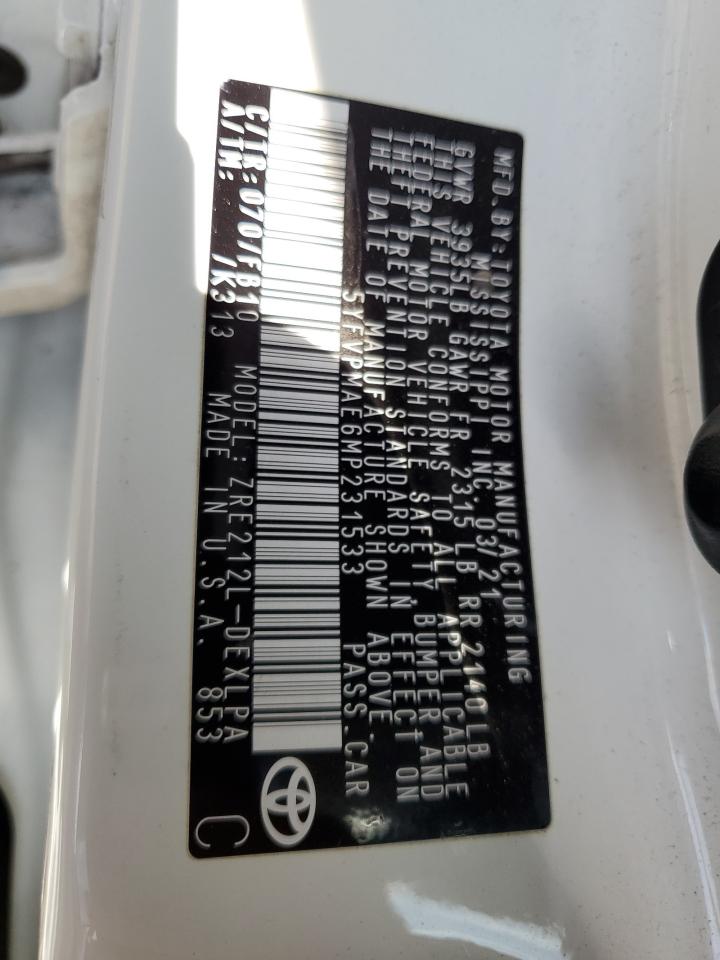 MFD.BY: TOYOTA MOTOR MANUFACTURING
MISSISSIPPI INC 03/21
GVWR 3935LB GAWR FR 2315 LB RR 2140LB
THIS VEHICLE CONFORMS TO ALL APPLICABLE
FEDERAL MOTOR VEHICLE SAFETY, BUMPER AND
THEFT PREVENTION STANDARDS IN EFFECT ON
THE DATE OF MANUFACTURE SHOWN ABOVE.
5YFVPMAE6MP231533 PASS.CAR
C/TR: 070/FB10 MODEL: ZRE212L-DEXLPA
A/TM: /K313 MADE IN U.S.A. 853
C